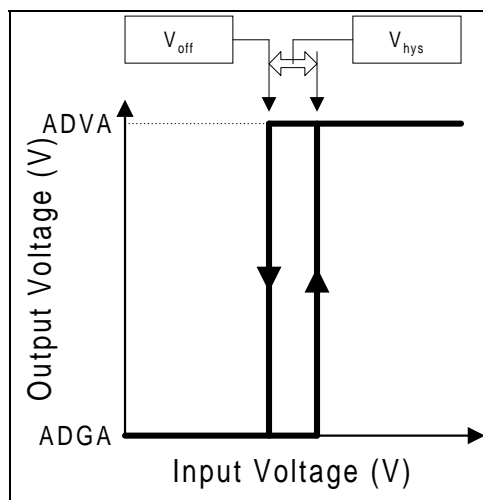 Voff
Vhys
ADVA
Output Voltage (V)
ADGA
Input Voltage (V)